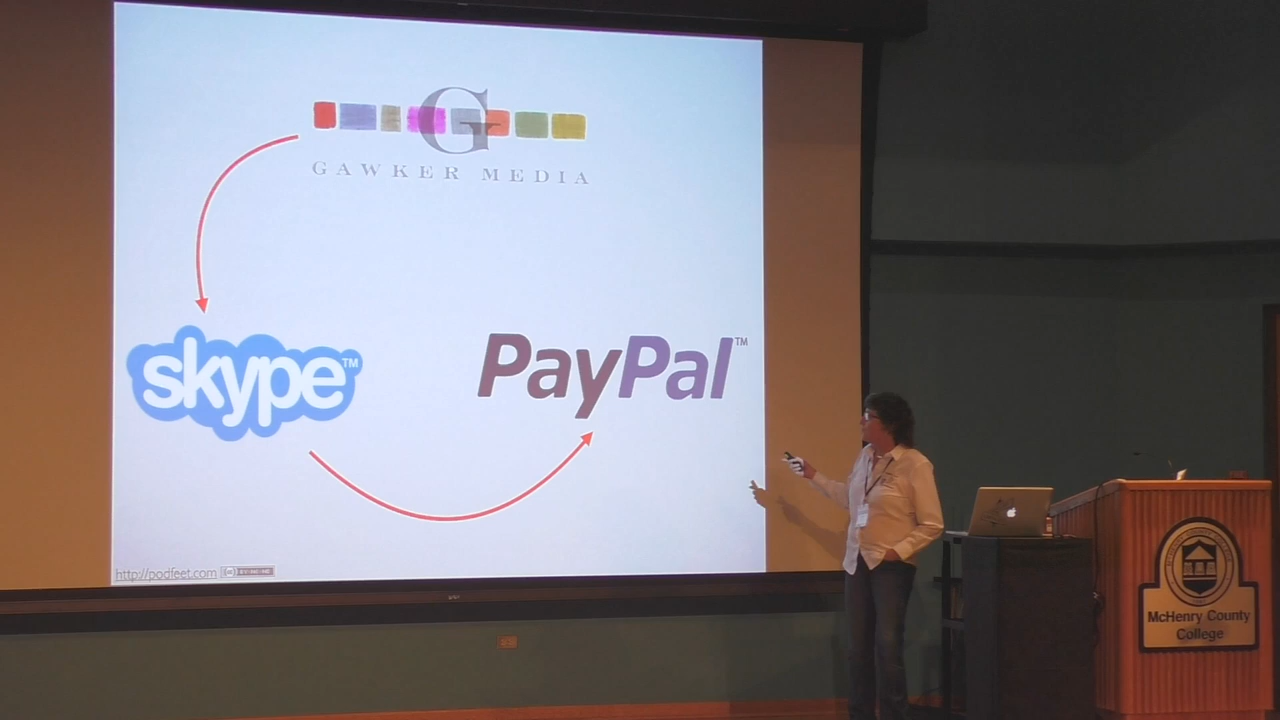 G
GAWKER MEDIA
skype™
PayPal™
http://podfeet.com
McHenry County
College